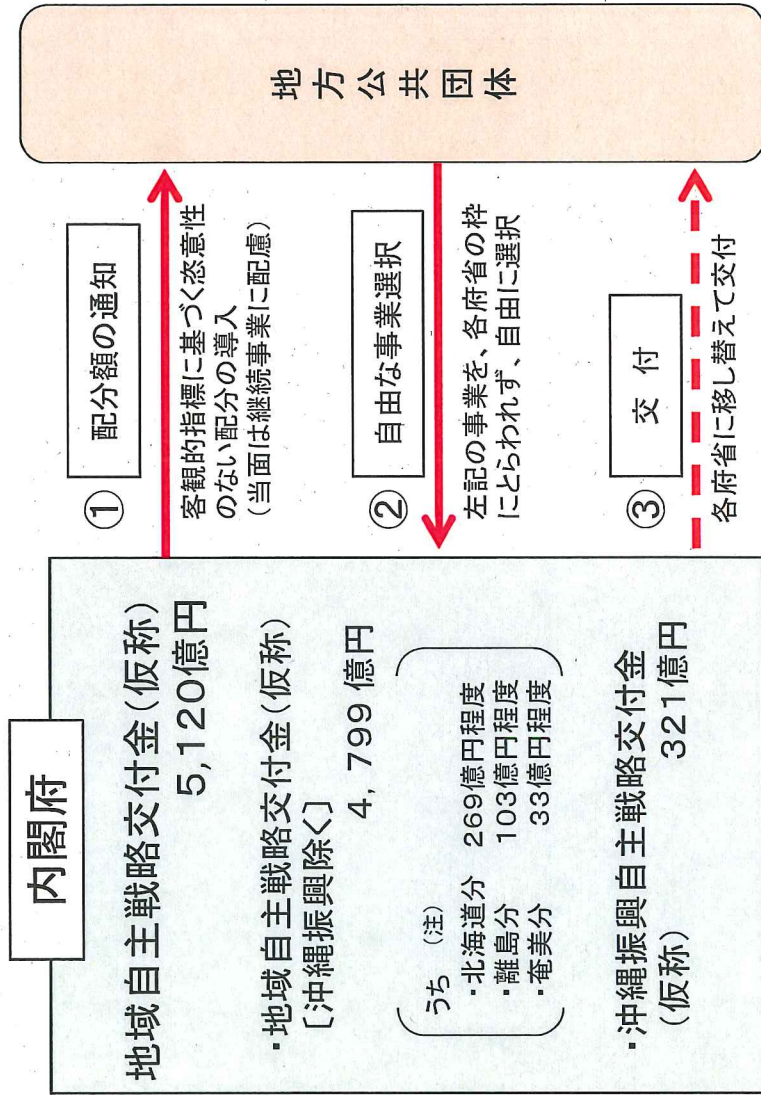 内閣府
地域自主戦略交付金(仮称)
5,120億円
・地域自主戦略交付金(仮称)
[沖縄振興除く]
4,799億円
うち (注)
・北海道分 269億円程度
・離島分 103億円程度
・奄美分 33億円程度
・沖縄振興自主戦略交付金
(仮称) 321億円
① 配分額の通知
客観的指標に基づく恣意性
のない配分の導入
(当面は継続事業に配慮)
② 自由な事業選択
左記の事業を、各府省の枠
にとらわれず、自由に選択
③ 交付
各府省に移し替えて交付
地方公共団体